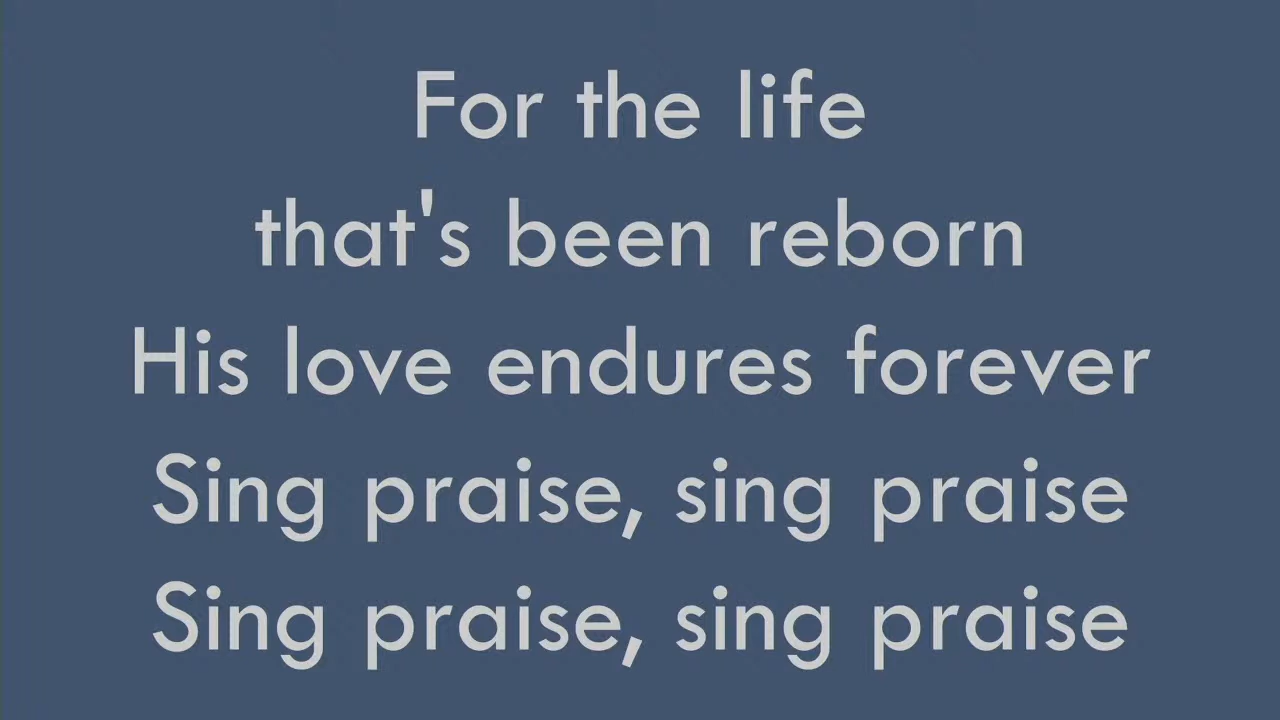 For the life
that's been reborn
His love endures forever
Sing praise, sing praise
Sing praise, sing praise